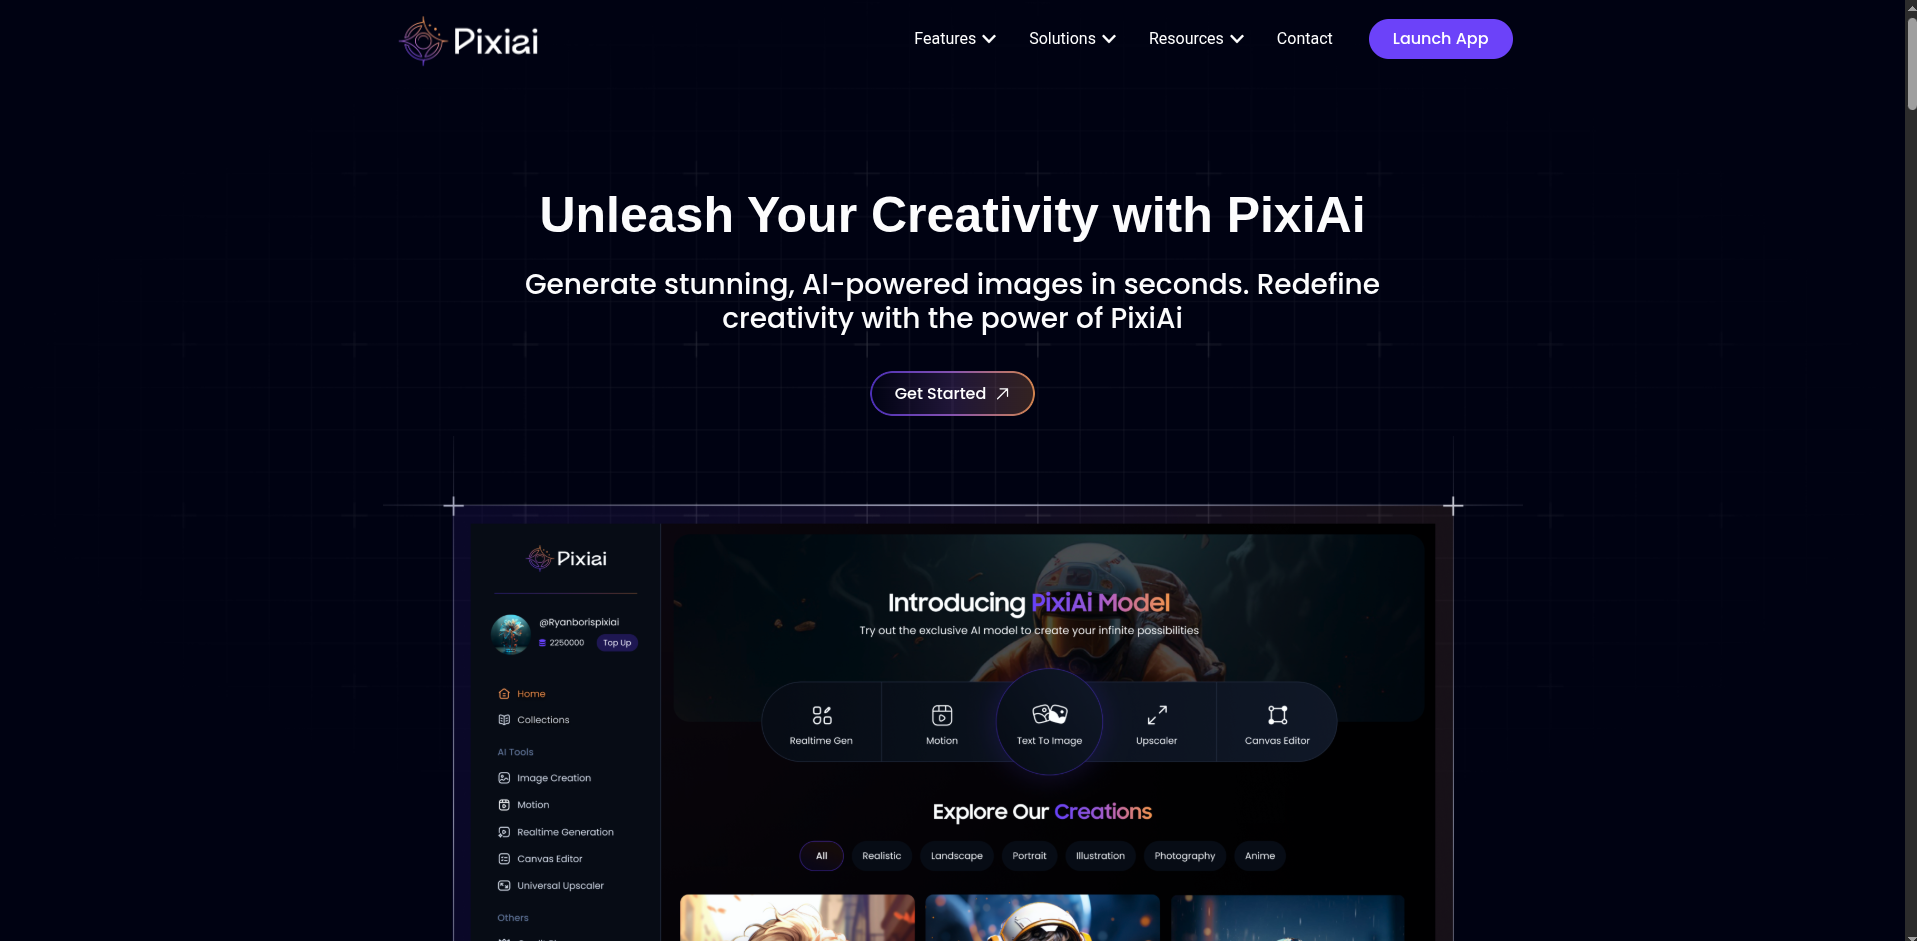 Pixiai
Features
Solutions
Resources
Contact
Launch App
Unleash Your Creativity with PixiAi
Generate stunning, AI-powered images in seconds. Redefine
creativity with the power of PixiAi
Get Started
Pixiai
@Ryanborispixiai
2250000
Top Up
Home
Collections
AI Tools
Image Creation
Motion
Realtime Generation
Canvas Editor
Universal Upscaler
Others
Introducing PixiAi Model
Try out the exclusive AI model to create your infinite possibilities
Realtime Gen
Motion
Text To Image
Upscaler
Canvas Editor
Explore Our Creations
All
Realistic
Landscape
Portrait
Illustration
Photography
Anime